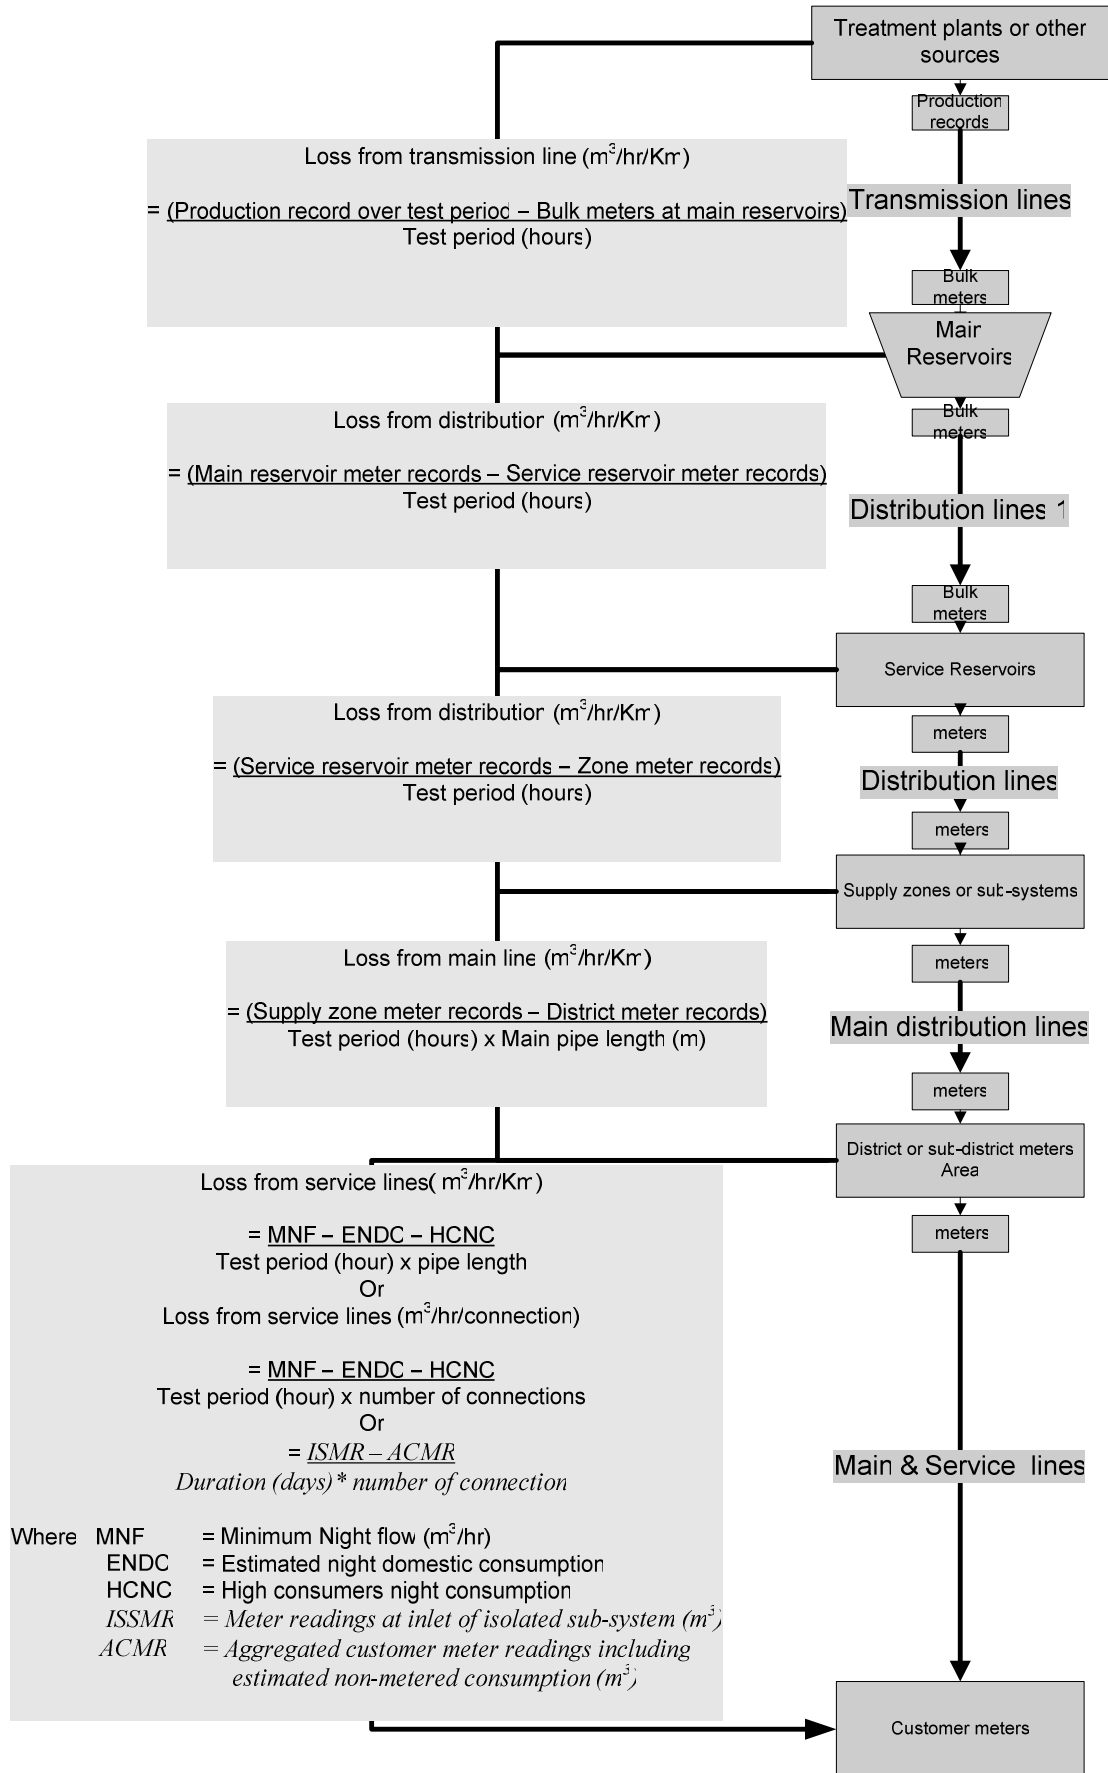 Treatment plants or other
sources
Production
records
Loss from transmission line (m³/hr/Km)
= (Production record over test period – Bulk meters at main reservoirs)
Test period (hours)
Transmission lines
Bulk
meters
Main
Reservoirs
Bulk
meters
Loss from distribution (m³/hr/Km)
= (Main reservoir meter records – Service reservoir meter records)
Test period (hours)
Distribution lines 1
Bulk
meters
Service Reservoirs
meters
Loss from distribution (m³/hr/Km)
= (Service reservoir meter records – Zone meter records)
Test period (hours)
Distribution lines
meters
Supply zones or sub-systems
meters
Loss from main line (m³/hr/Km)
= (Supply zone meter records – District meter records)
Test period (hours) x Main pipe length (m)
Main distribution lines
meters
District or sub-district meters
Area
meters
Loss from service lines( m³/hr/Km)
= MNF – ENDC – HCNC
Test period (hour) x pipe length
Or
Loss from service lines (m³/hr/connection)
= MNF – ENDC – HCNC
Test period (hour) x number of connections
Or
= ISMR – ACMR
Duration (days)* number of connection
Main & Service lines
Where MNF = Minimum Night flow (m³/hr)
ENDC = Estimated night domestic consumption
HCNC = High consumers night consumption
ISSMR = Meter readings at inlet of isolated sub-system (m³)
ACMR = Aggregated customer meter readings including
estimated non-metered consumption (m³)
Customer meters